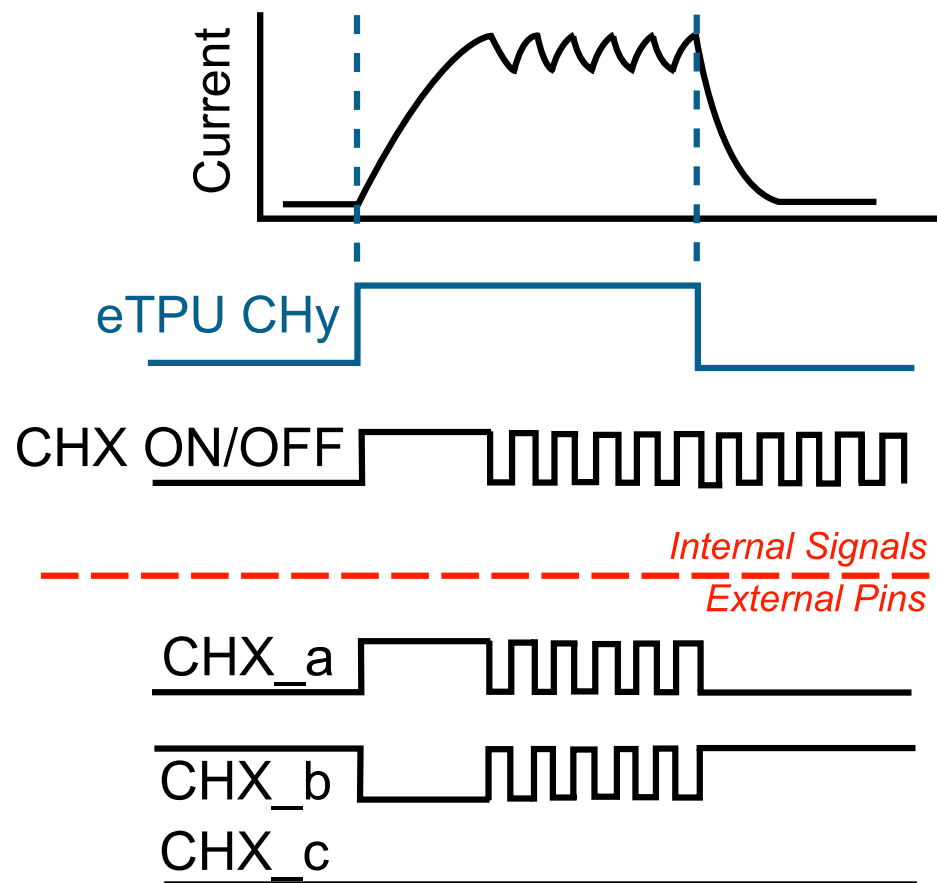 Current
eTPU CHy
CHX ON/OFF
Internal Signals
External Pins
CHX_a
CHX_b
CHX_c